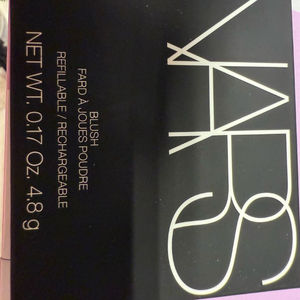 NARS
BLUSH
FARD À JOUES POUDRE
REFILLABLE / RECHARGEABLE
NET WT. 0.17 Oz. 4.8 g